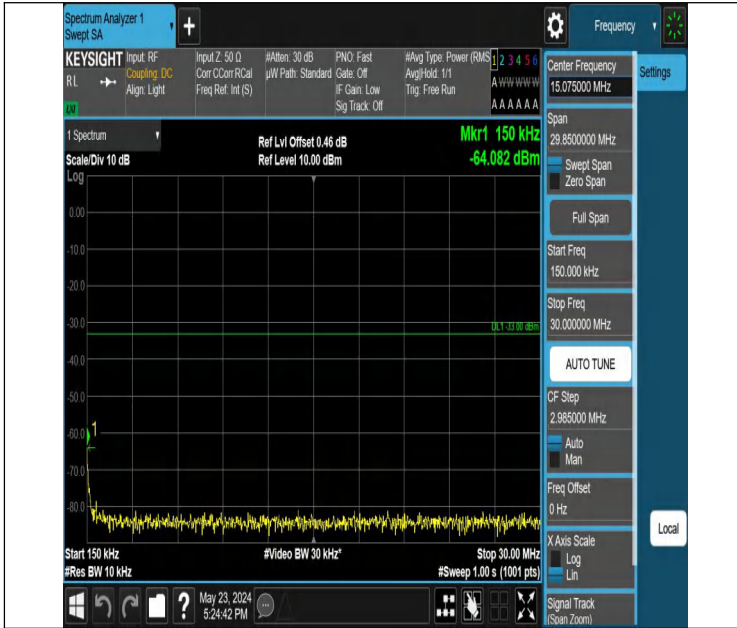 Spectrum Analyzer 1
Swept SA
+
Frequency
KEYSIGHT
RL
Input: RF
Coupling: DC
Align: Light
Input Z: 50 Ω
Corr CCorr RCal
Freq Ref: Int (S)
#Atten: 30 dB
µW Path: Standard
PNO: Fast
Gate: Off
IF Gain: Low
Sig Track: Off
#Avg Type: Power (RMS
Avg|Hold: 1/1
Trig: Free Run
1 2 3 4 5 6
A W W W W W
A A A A A A
LXI
1 Spectrum
Scale/Div 10 dB
Ref Lvl Offset 0.46 dB
Ref Level 10.00 dBm
Mkr1 150 kHz
-64.082 dBm
Log
0.00
-10.0
-20.0
-30.0
DL1 -33.00 dBm
-40.0
-50.0
1
-60.0
-70.0
-80.0
Start 150 kHz
#Res BW 10 kHz
#Video BW 30 kHz*
Stop 30.00 MHz
#Sweep 1.00 s (1001 pts)
?
May 23, 2024
5:24:42 PM
Center Frequency
15.075000 MHz
Span
29.8500000 MHz
Swept Span
Zero Span
Full Span
Start Freq
150.000 kHz
Stop Freq
30.000000 MHz
AUTO TUNE
CF Step
2.985000 MHz
Auto
Man
Freq Offset
0 Hz
X Axis Scale
Log
Lin
Signal Track
(Span Zoom)
Settings
Local